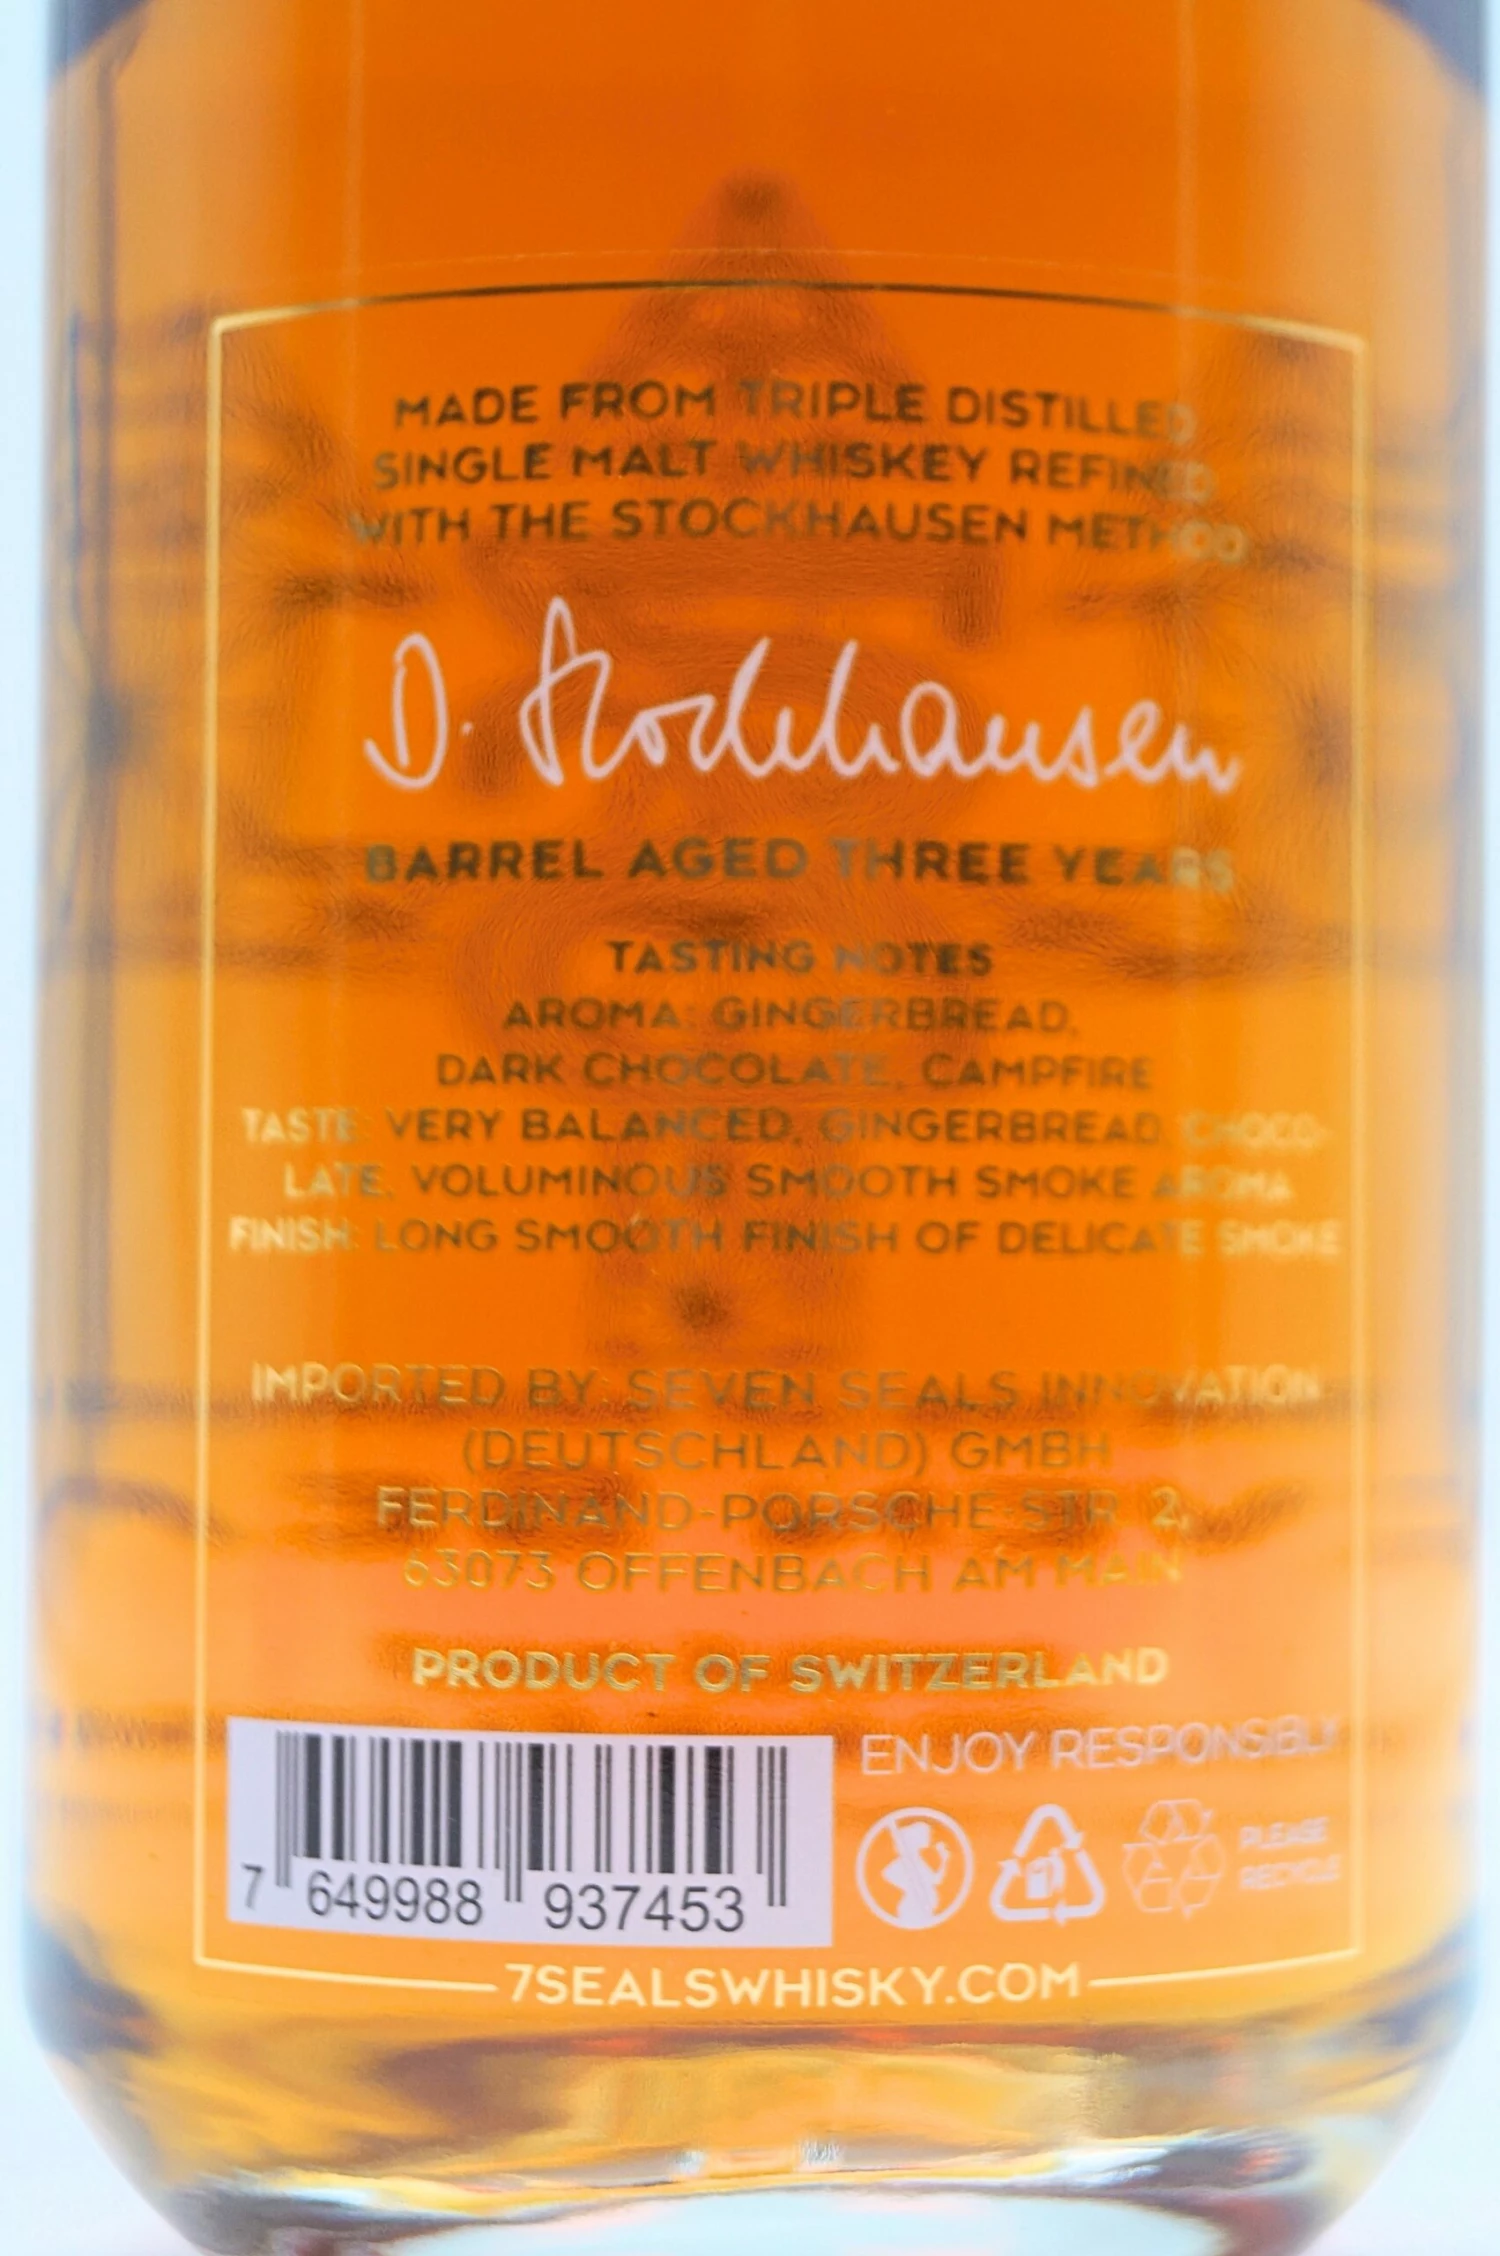 MADE FROM TRIPLE DISTILLED
SINGLE MALT WHISKEY REFINED
WITH THE STOCKHAUSEN METHOD
D. Stockhausen
BARREL AGED THREE YEARS
TASTING NOTES
AROMA: GINGERBREAD,
DARK CHOCOLATE, CAMPFIRE
TASTE: VERY BALANCED, GINGERBREAD, CHOCO-
LATE, VOLUMINOUS SMOOTH SMOKE AROMA
FINISH: LONG SMOOTH FINISH OF DELICATE SMOKE
IMPORTED BY: SEVEN SEALS INNOVATION
(DEUTSCHLAND) GMBH
FERDINAND-PORSCHE-STR. 2,
63073 OFFENBACH AM MAIN
PRODUCT OF SWITZERLAND
ENJOY RESPONSIBLY
PLEASE
RECYCLE
7 649988 937453
7SEALSWHISKY.COM